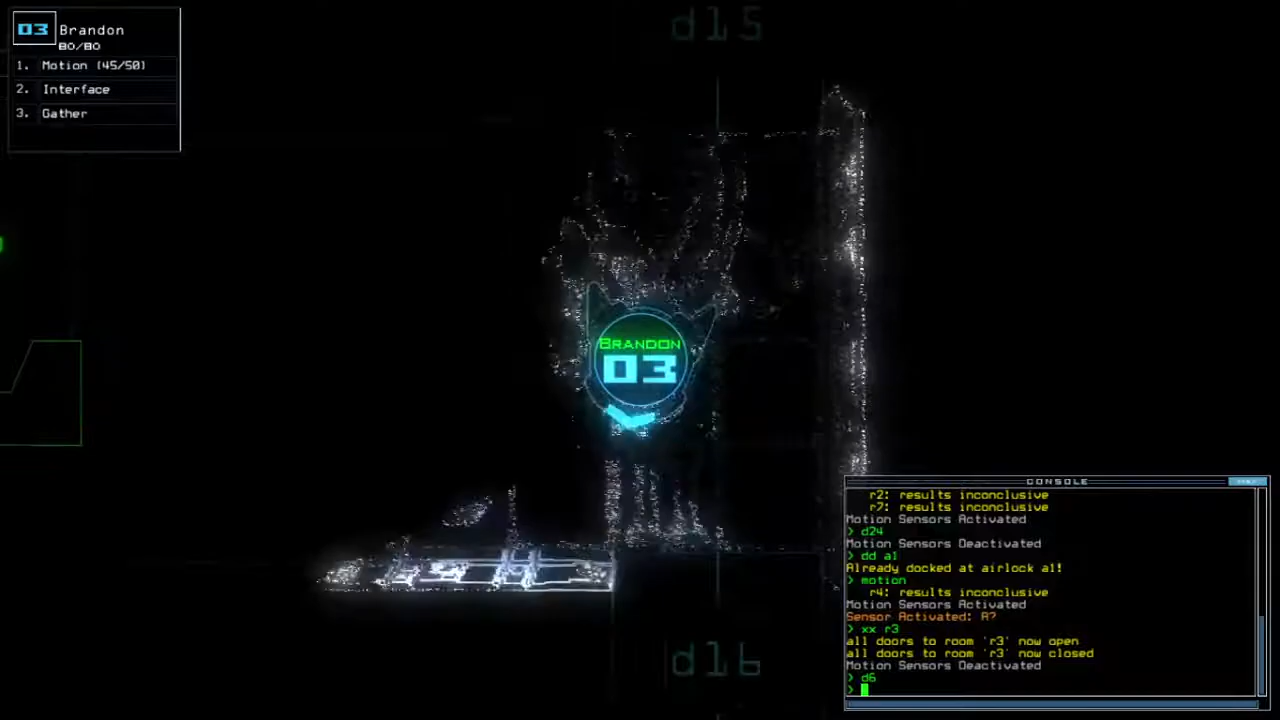 03 Brandon
80/80
1. Motion (45/50)
2. Interface
3. Gather
d15
BRANDON
03
d16
CONSOLE
r2: results inconclusive
r7: results inconclusive
Motion Sensors Activated
> d24
Motion Sensors Deactivated
> dd a1
Already docked at airlock a1!
> motion
r4: results inconclusive
Motion Sensors Activated
Sensor Activated: A?
> xx r3
all doors to room 'r3' now open
all doors to room 'r3' now closed
Motion Sensors Deactivated
> d6
>